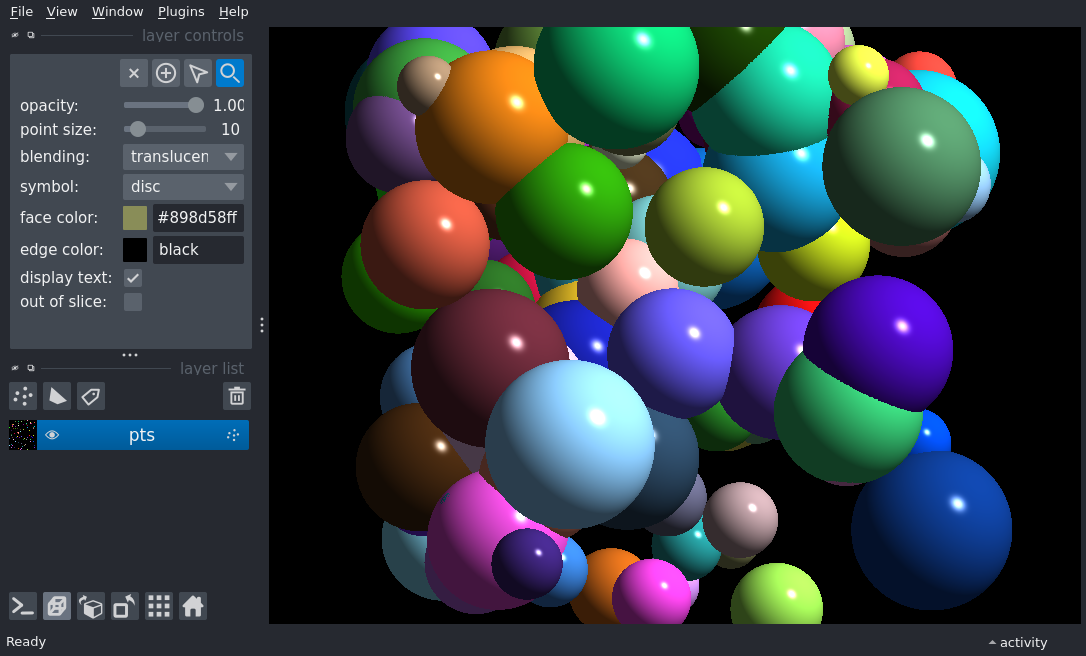 File View Window Plugins Help
layer controls
opacity: 1.00
point size: 10
blending: translucen
symbol: disc
face color: #898d58ff
edge color: black
display text:
out of slice:
layer list
pts
Ready activity